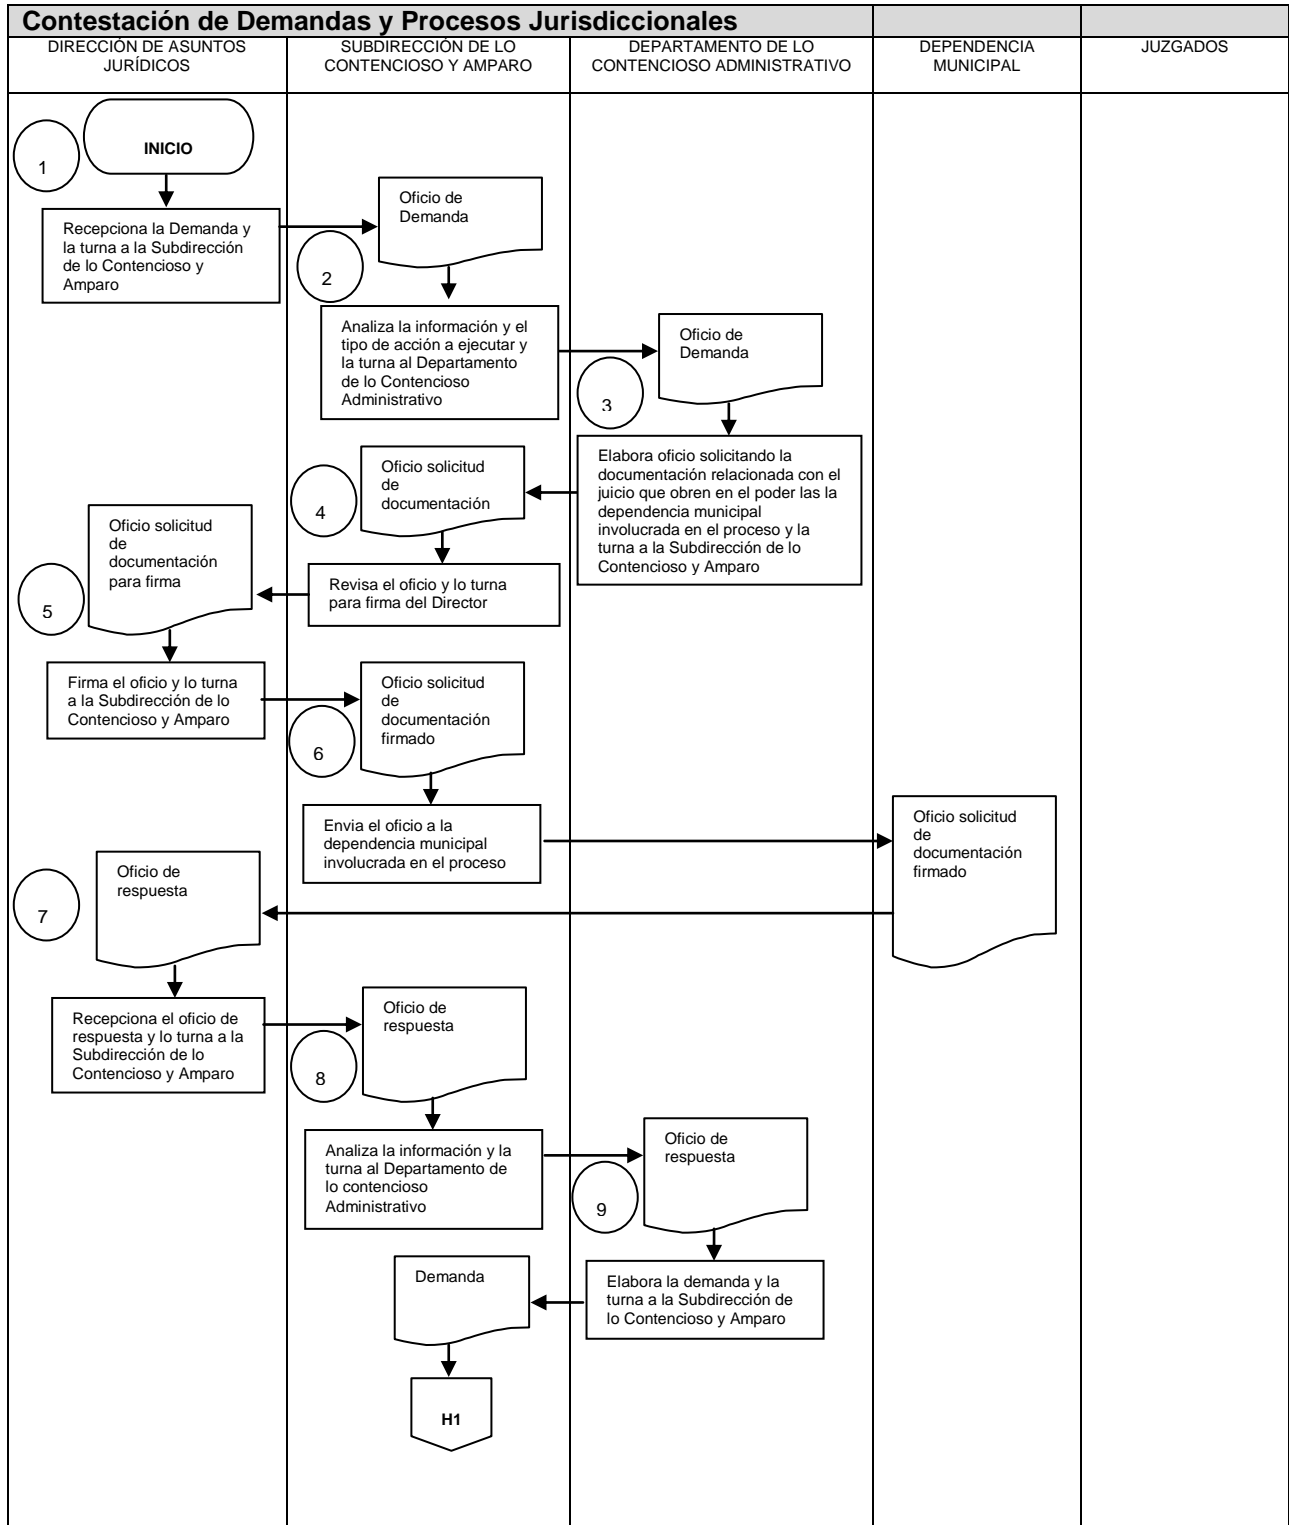 Contestación de Demandas y Procesos Jurisdiccionales
DIRECCIÓN DE ASUNTOS
JURÍDICOS
SUBDIRECCIÓN DE LO
CONTENCIOSO Y AMPARO
DEPARTAMENTO DE LO
CONTENCIOSO ADMINISTRATIVO
DEPENDENCIA
MUNICIPAL
JUZGADOS
1
INICIO
Recepciona la Demanda y
la turna a la Subdirección
de lo Contencioso y
Amparo
2
Oficio de
Demanda
Analiza la información y el
tipo de acción a ejecutar y
la turna al Departamento
de lo Contencioso
Administrativo
3
Oficio de
Demanda
Elabora oficio solicitando la
documentación relacionada con el
juicio que obren en el poder las la
dependencia municipal
involucrada en el proceso y la
turna a la Subdirección de lo
Contencioso y Amparo
4
Oficio solicitud
de
documentación
Revisa el oficio y lo turna
para firma del Director
5
Oficio solicitud
de
documentación
para firma
Firma el oficio y lo turna
a la Subdirección de lo
Contencioso y Amparo
6
Oficio solicitud
de
documentación
firmado
Envia el oficio a la
dependencia municipal
involucrada en el proceso
Oficio solicitud
de
documentación
firmado
7
Oficio de
respuesta
Recepciona el oficio de
respuesta y lo turna a la
Subdirección de lo
Contencioso y Amparo
8
Oficio de
respuesta
Analiza la información y la
turna al Departamento de
lo contencioso
Administrativo
9
Oficio de
respuesta
Elabora la demanda y la
turna a la Subdirección de
lo Contencioso y Amparo
Demanda
H1